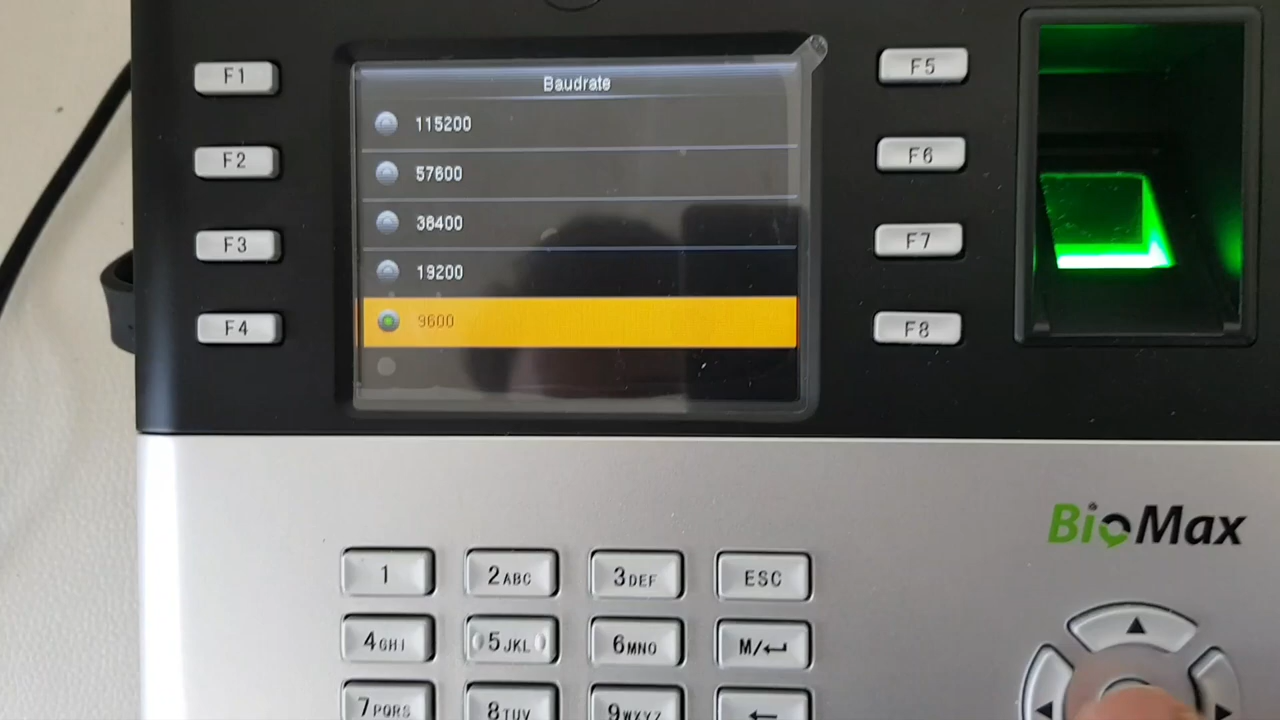 Baudrate
115200
57600
38400
19200
9600
F1
F2
F3
F4
F5
F6
F7
F8
BioMax
1
2ABC
3DEF
ESC
4GHI
5JKL
6MNO
M/↵
7PQRS
8TUV
9WXYZ
←
▲
◀
▶